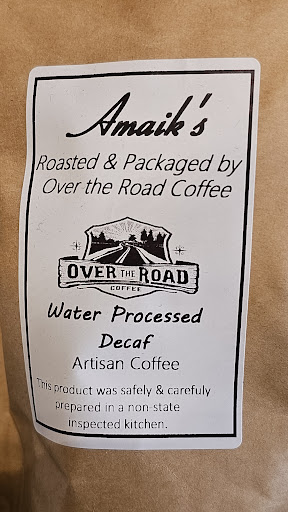 Amaik's
Roasted & Packaged by
Over the Road Coffee
OVER THE ROAD
COFFEE
Water Processed
Decaf
Artisan Coffee
This product was safely & carefuly
prepared in a non-state
inspected kitchen.